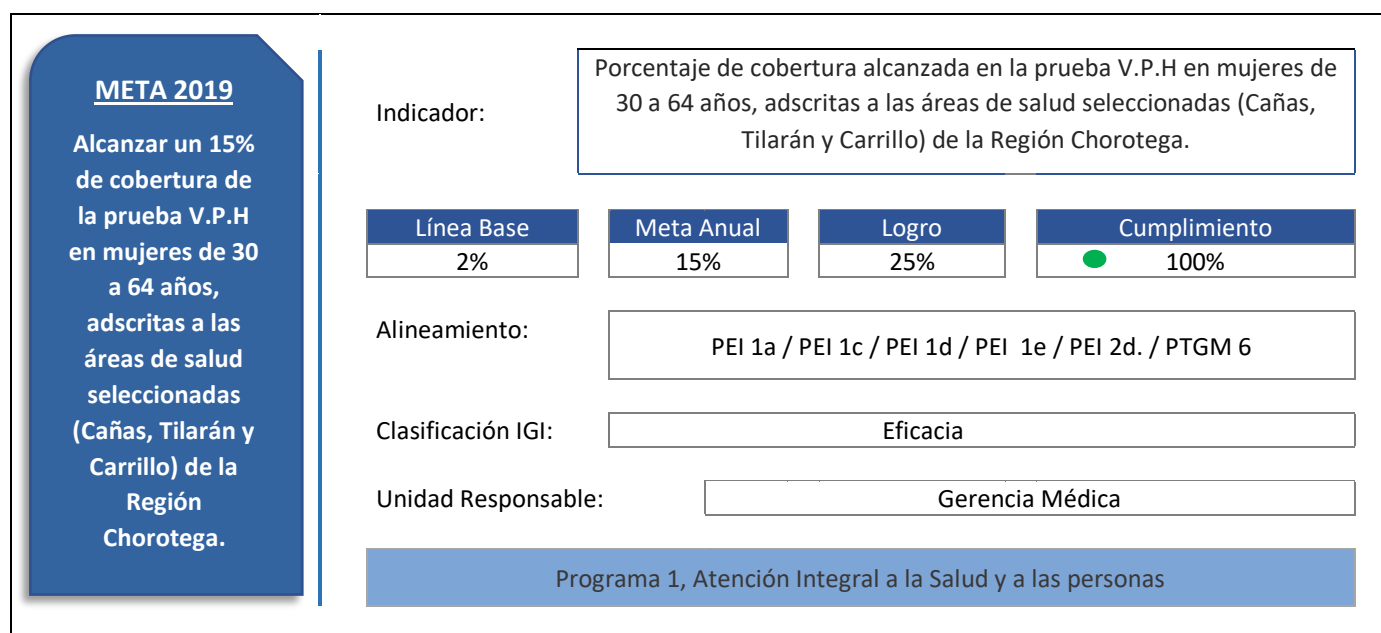 META 2019
Alcanzar un 15%
de cobertura de
la prueba V.P.H
en mujeres de 30
a 64 años,
adscritas a las
áreas de salud
seleccionadas
(Cañas, Tilarán y
Carrillo) de la
Región
Chorotega.
Indicador:
Porcentaje de cobertura alcanzada en la prueba V.P.H en mujeres de
30 a 64 años, adscritas a las áreas de salud seleccionadas (Cañas,
Tilarán y Carrillo) de la Región Chorotega.
Línea Base Meta Anual Logro Cumplimiento
2% 15% 25% 100%
Alineamiento:
PEI 1a / PEI 1c / PEI 1d / PEI 1e / PEI 2d. / PTGM 6
Clasificación IGI: Eficacia
Unidad Responsable: Gerencia Médica
Programa 1, Atención Integral a la Salud y a las personas